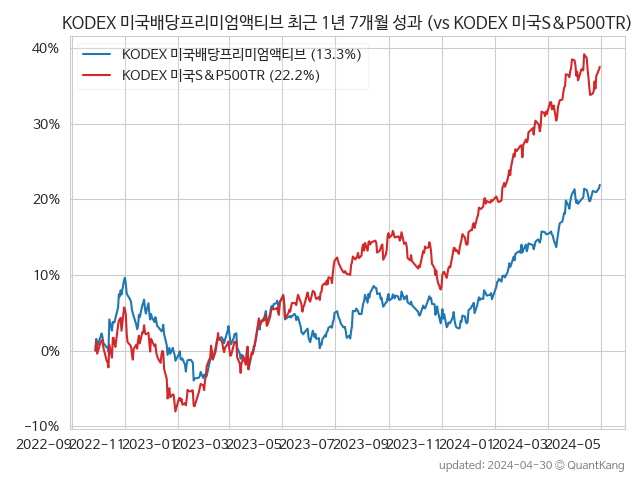 KODEX 미국배당프리미엄액티브 최근 1년 7개월 성과 (vs KODEX 미국S&P500TR)
KODEX 미국배당프리미엄액티브 (13.3%)
KODEX 미국S&P500TR (22.2%)
40%
30%
20%
10%
0%
−10%
2022-09 2022-11 2023-01 2023-03 2023-05 2023-07 2023-09 2023-11 2024-01 2024-03 2024-05
updated: 2024-04-30 © QuantKang